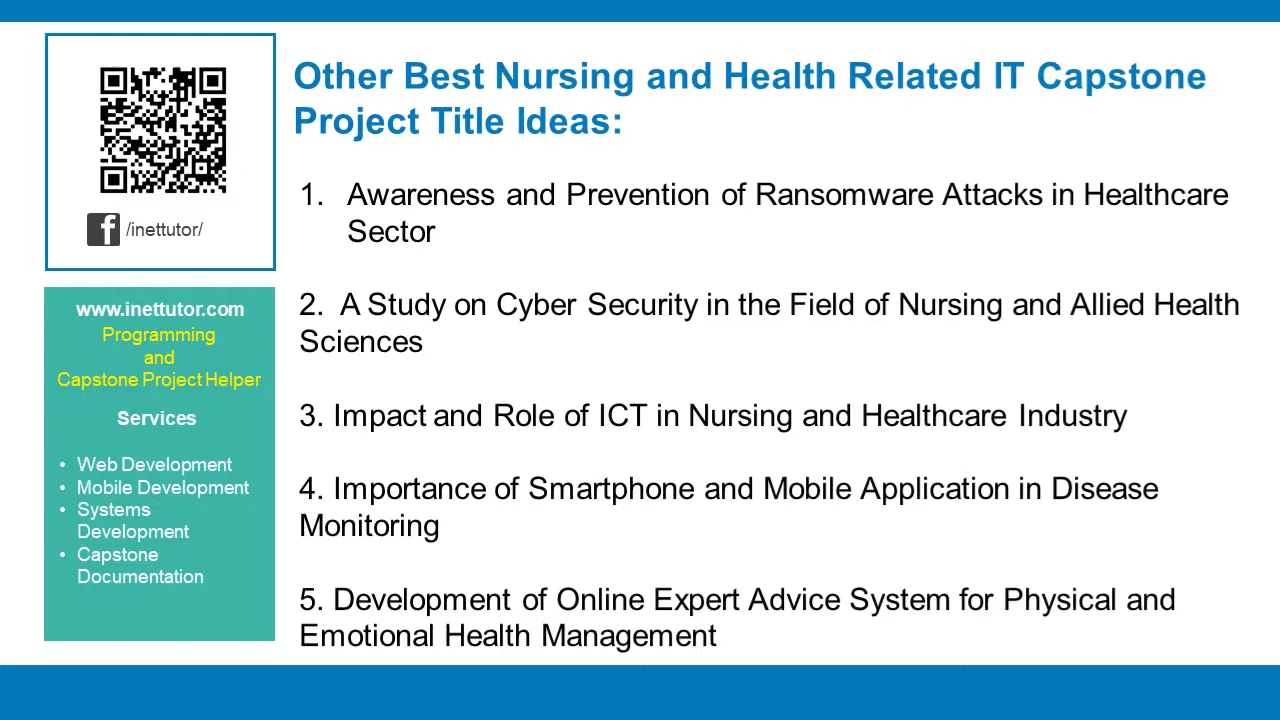 /inettutor/
www.inettutor.com
Programming
and
Capstone Project Helper
Services
• Web Development
• Mobile Development
• Systems
Development
• Capstone
Documentation
Other Best Nursing and Health Related IT Capstone
Project Title Ideas:
1. Awareness and Prevention of Ransomware Attacks in Healthcare
Sector
2. A Study on Cyber Security in the Field of Nursing and Allied Health
Sciences
3. Impact and Role of ICT in Nursing and Healthcare Industry
4. Importance of Smartphone and Mobile Application in Disease
Monitoring
5. Development of Online Expert Advice System for Physical and
Emotional Health Management